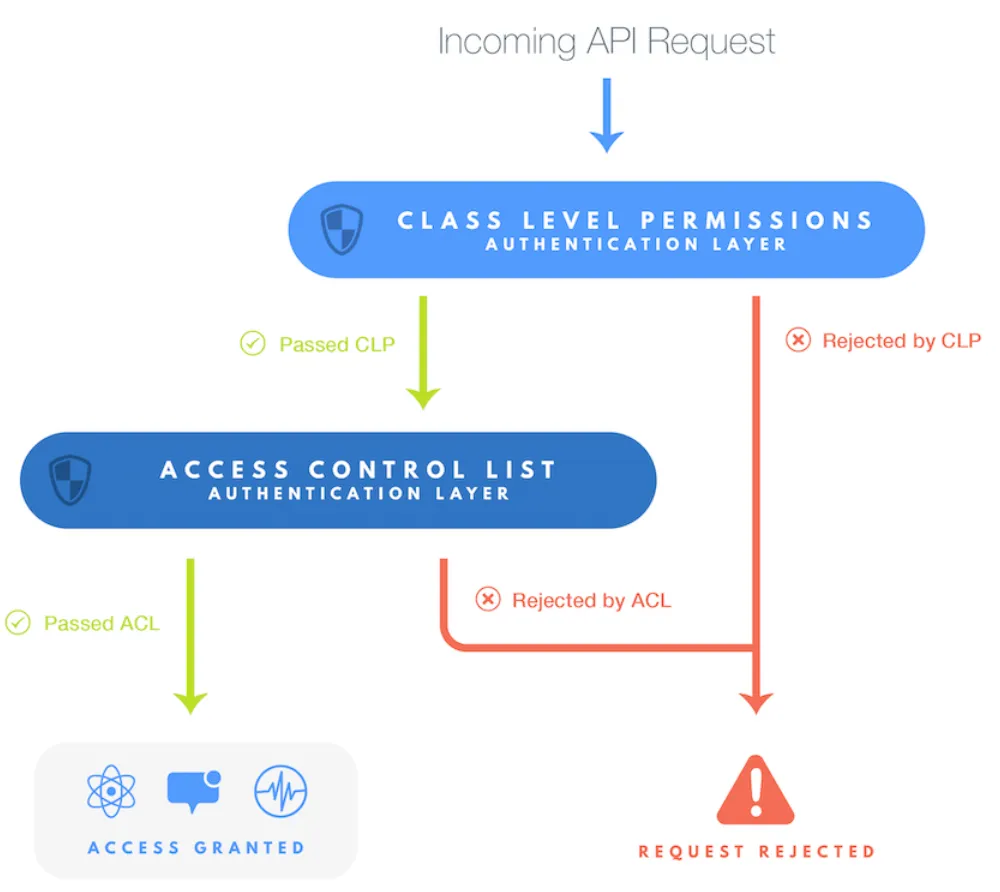 Incoming API Request
CLASS LEVEL PERMISSIONS
AUTHENTICATION LAYER
Passed CLP
Rejected by CLP
ACCESS CONTROL LIST
AUTHENTICATION LAYER
Rejected by ACL
Passed ACL
ACCESS GRANTED
REQUEST REJECTED